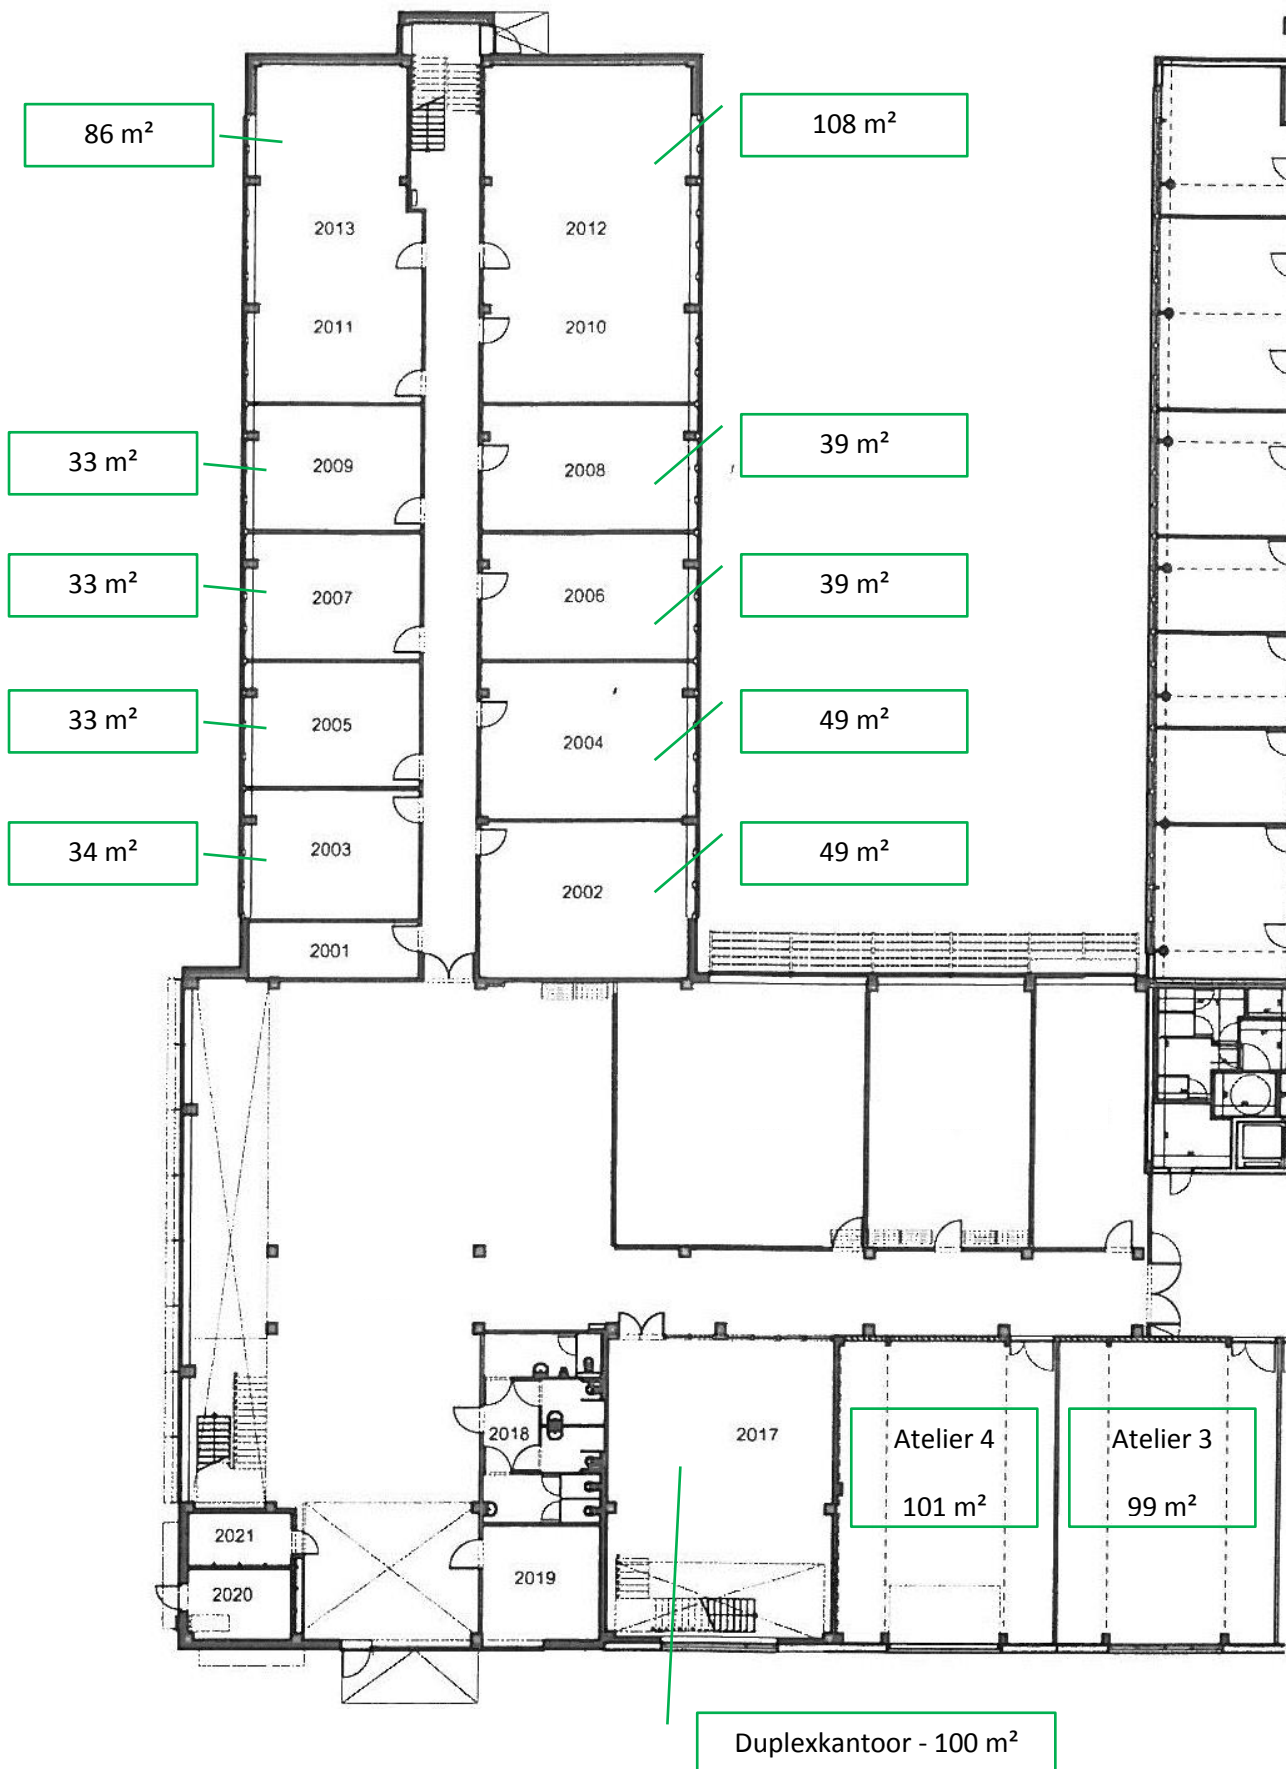 86 m²
108 m²
2013
2012
2011
2010
33 m²
2009
2008
39 m²
33 m²
2007
2006
39 m²
33 m²
2005
2004
49 m²
34 m²
2003
2002
49 m²
2001
2018
2017
Atelier 4
101 m²
Atelier 3
99 m²
2021
2020
2019
Duplexkantoor - 100 m²